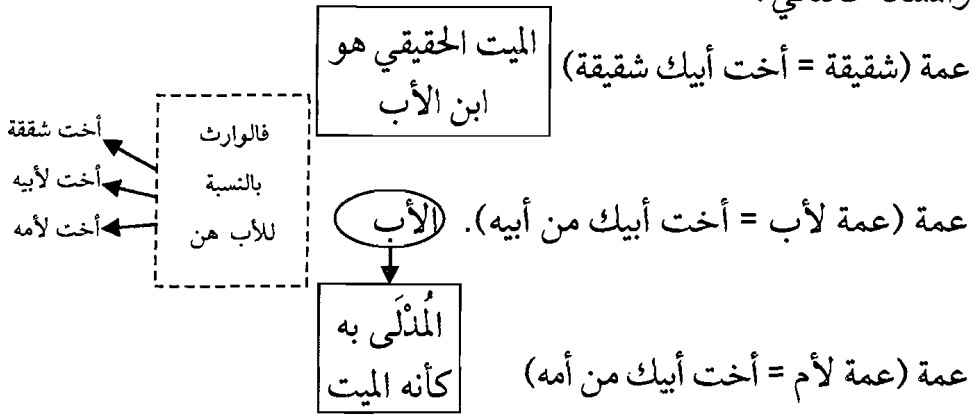 عمة (شقيقة = أخت أبيك شقيقة)
الميت الحقيقي هو
ابن الأب
عمة (عمة لأب = أخت أبيك من أبيه). الأب
فالوارث
بالنسبة
للأب هن
أخت شققة
أخت لأبيه
أخت لأمه
المُدْلَى به
كأنه الميت
عمة (عمة لأم = أخت أبيك من أمه)